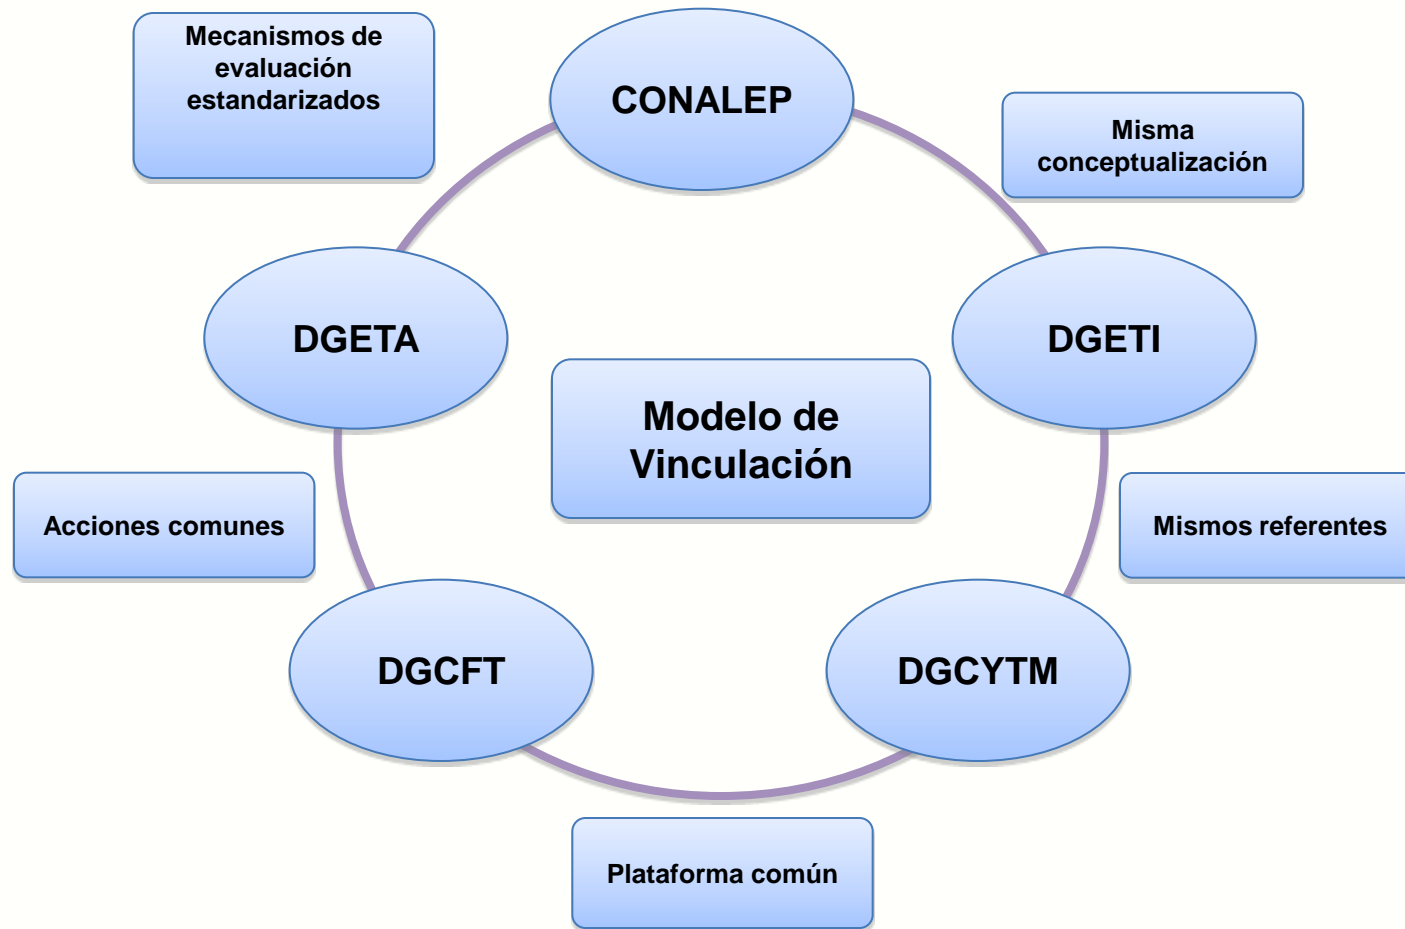 Mecanismos de
evaluación
estandarizados
CONALEP
Misma
conceptualización
DGETA
DGETI
Modelo de
Vinculación
Acciones comunes
Mismos referentes
DGCFT
DGCYTM
Plataforma común